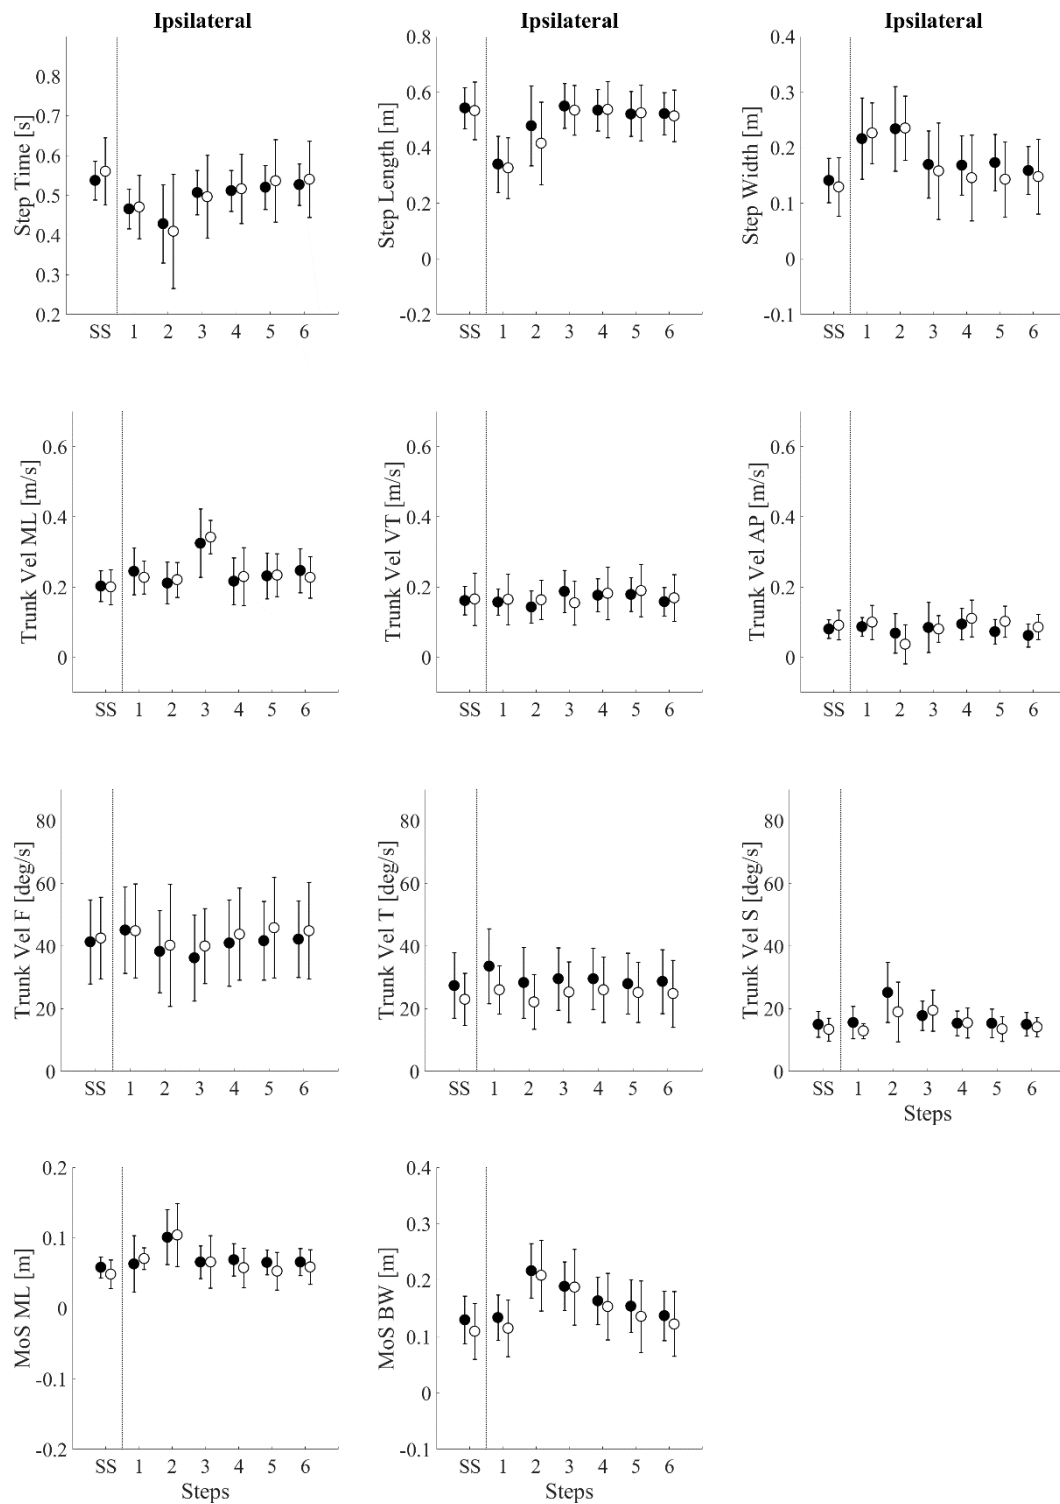 Ipsilateral Ipsilateral Ipsilateral
Step Time [s]
0.8
0.7
0.6
0.5
0.4
0.3
0.2
SS 1 2 3 4 5 6
Step Length [m]
0.8
0.6
0.4
0.2
0
-0.2
SS 1 2 3 4 5 6
Step Width [m]
0.4
0.3
0.2
0.1
0
-0.1
SS 1 2 3 4 5 6
Trunk Vel ML [m/s]
0.6
0.4
0.2
0
SS 1 2 3 4 5 6
Trunk Vel VT [m/s]
0.6
0.4
0.2
0
SS 1 2 3 4 5 6
Trunk Vel AP [m/s]
0.6
0.4
0.2
0
SS 1 2 3 4 5 6
Trunk Vel F [deg/s]
80
60
40
20
0
SS 1 2 3 4 5 6
Trunk Vel T [deg/s]
80
60
40
20
0
SS 1 2 3 4 5 6
Trunk Vel S [deg/s]
80
60
40
20
0
SS 1 2 3 4 5 6
Steps
MoS ML [m]
0.2
0.1
0
-0.1
-0.2
SS 1 2 3 4 5 6
Steps
MoS BW [m]
0.4
0.3
0.2
0.1
0
-0.1
SS 1 2 3 4 5 6
Steps